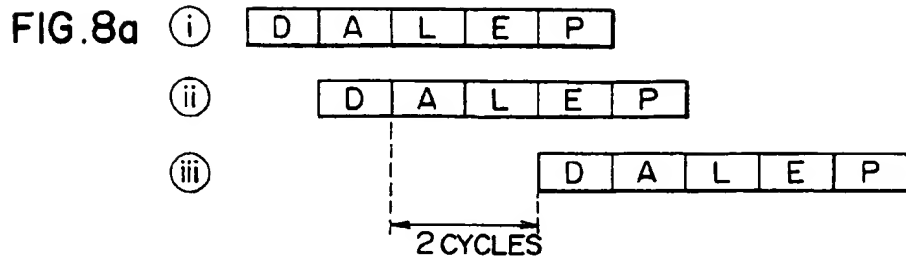 FIG.8a i D A L E P
ii D A L E P
iii D A L E P
2 CYCLES